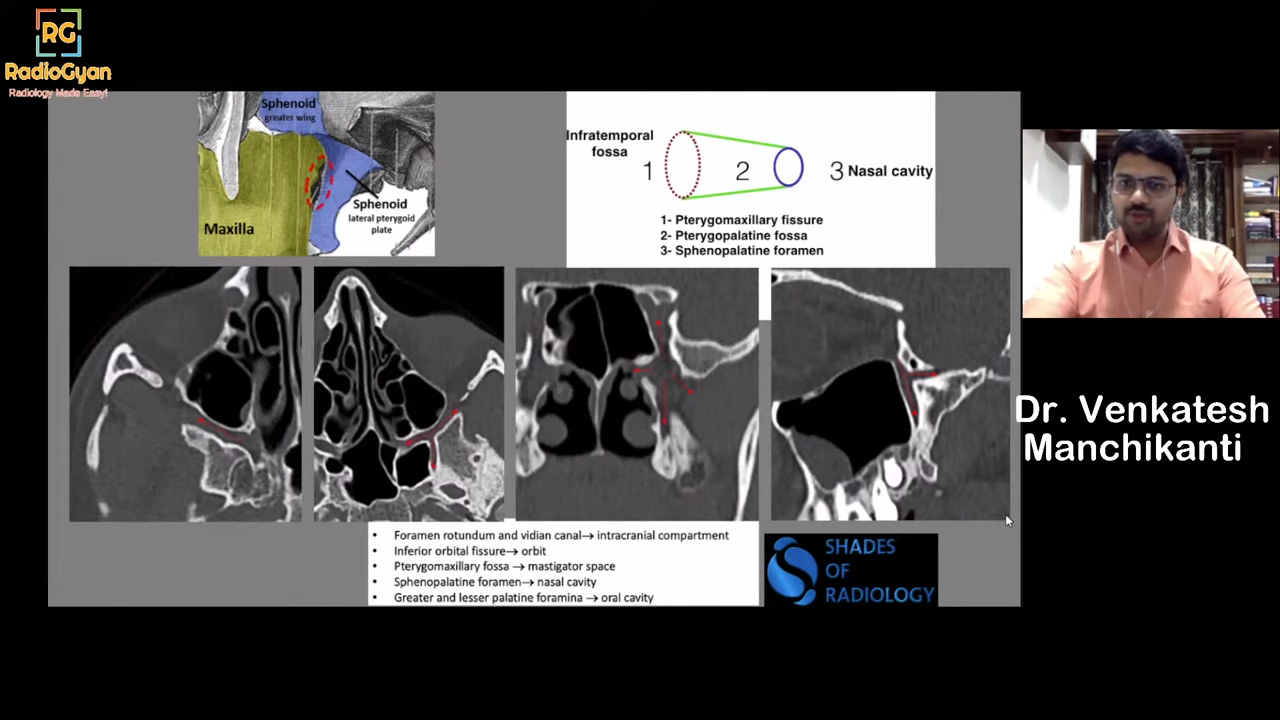 RG
RadioGyan
Radiology Made Easy!
Sphenoid
greater wing
Sphenoid
lateral pterygoid
plate
Maxilla
Infratemporal
fossa
1
2
3 Nasal cavity
1- Pterygomaxillary fissure
2- Pterygopalatine fossa
3- Sphenopalatine foramen
Dr. Venkatesh
Manchikanti
• Foramen rotundum and vidian canal→ intracranial compartment
• Inferior orbital fissure→ orbit
• Pterygomaxillary fossa → mastigator space
• Sphenopalatine foramen→ nasal cavity
• Greater and lesser palatine foramina → oral cavity
SHADES
OF
RADIOLOGY